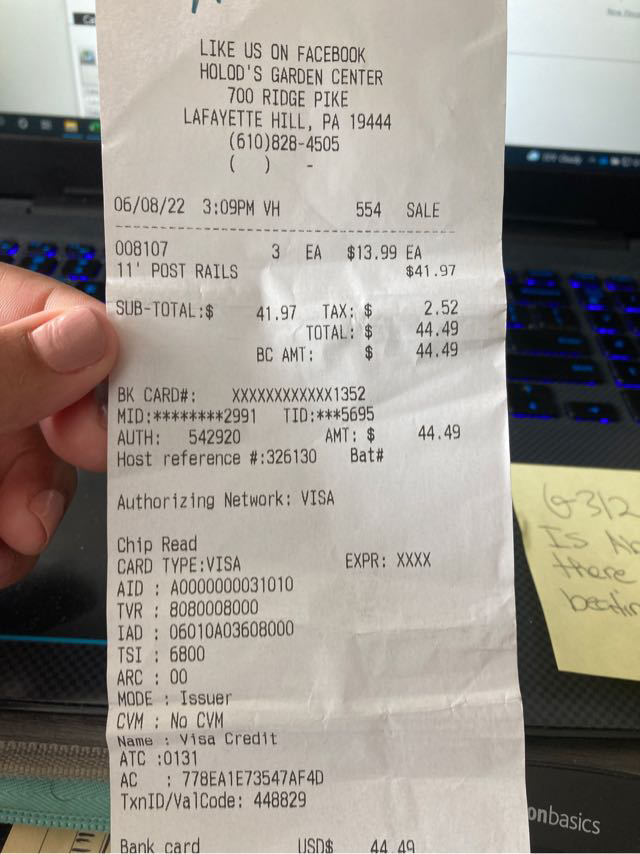 LIKE US ON FACEBOOK
HOLOD'S GARDEN CENTER
700 RIDGE PIKE
LAFAYETTE HILL, PA 19444
(610)828-4505
( ) -
06/08/22 3:09PM VH 554 SALE
008107 3 EA $13.99 EA
11' POST RAILS $41.97
SUB-TOTAL:$ 41.97 TAX: $ 2.52
TOTAL: $ 44.49
BC AMT: $ 44.49
BK CARD#: XXXXXXXXXXXX1352
MID:********2991 TID:***5695
AUTH: 542920 AMT: $ 44.49
Host reference #:326130 Bat#
Authorizing Network: VISA
Chip Read
CARD TYPE:VISA EXPR: XXXX
AID : A0000000031010
TVR : 8080008000
IAD : 06010A03608000
TSI : 6800
ARC : 00
MODE : Issuer
CVM : No CVM
Name : Visa Credit
ATC :0131
AC : 778EA1E73547AF4D
TxnID/ValCode: 448829
Bank card USD$ 44.49
G312
Is No
there
onbasics